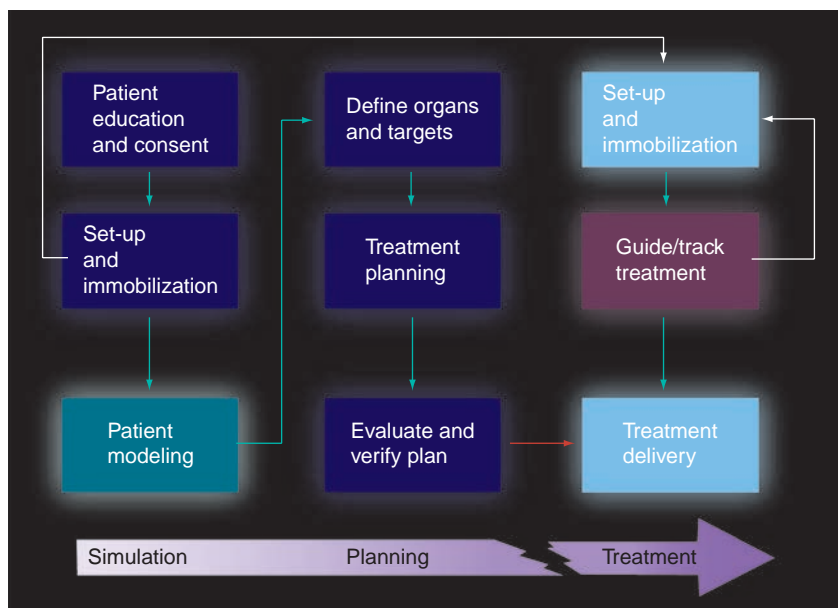 Patient
education
and consent
Set-up
and
immobilization
Patient
modeling
Define organs
and targets
Treatment
planning
Evaluate and
verify plan
Set-up
and
immobilization
Guide/track
treatment
Treatment
delivery
Simulation
Planning
Treatment